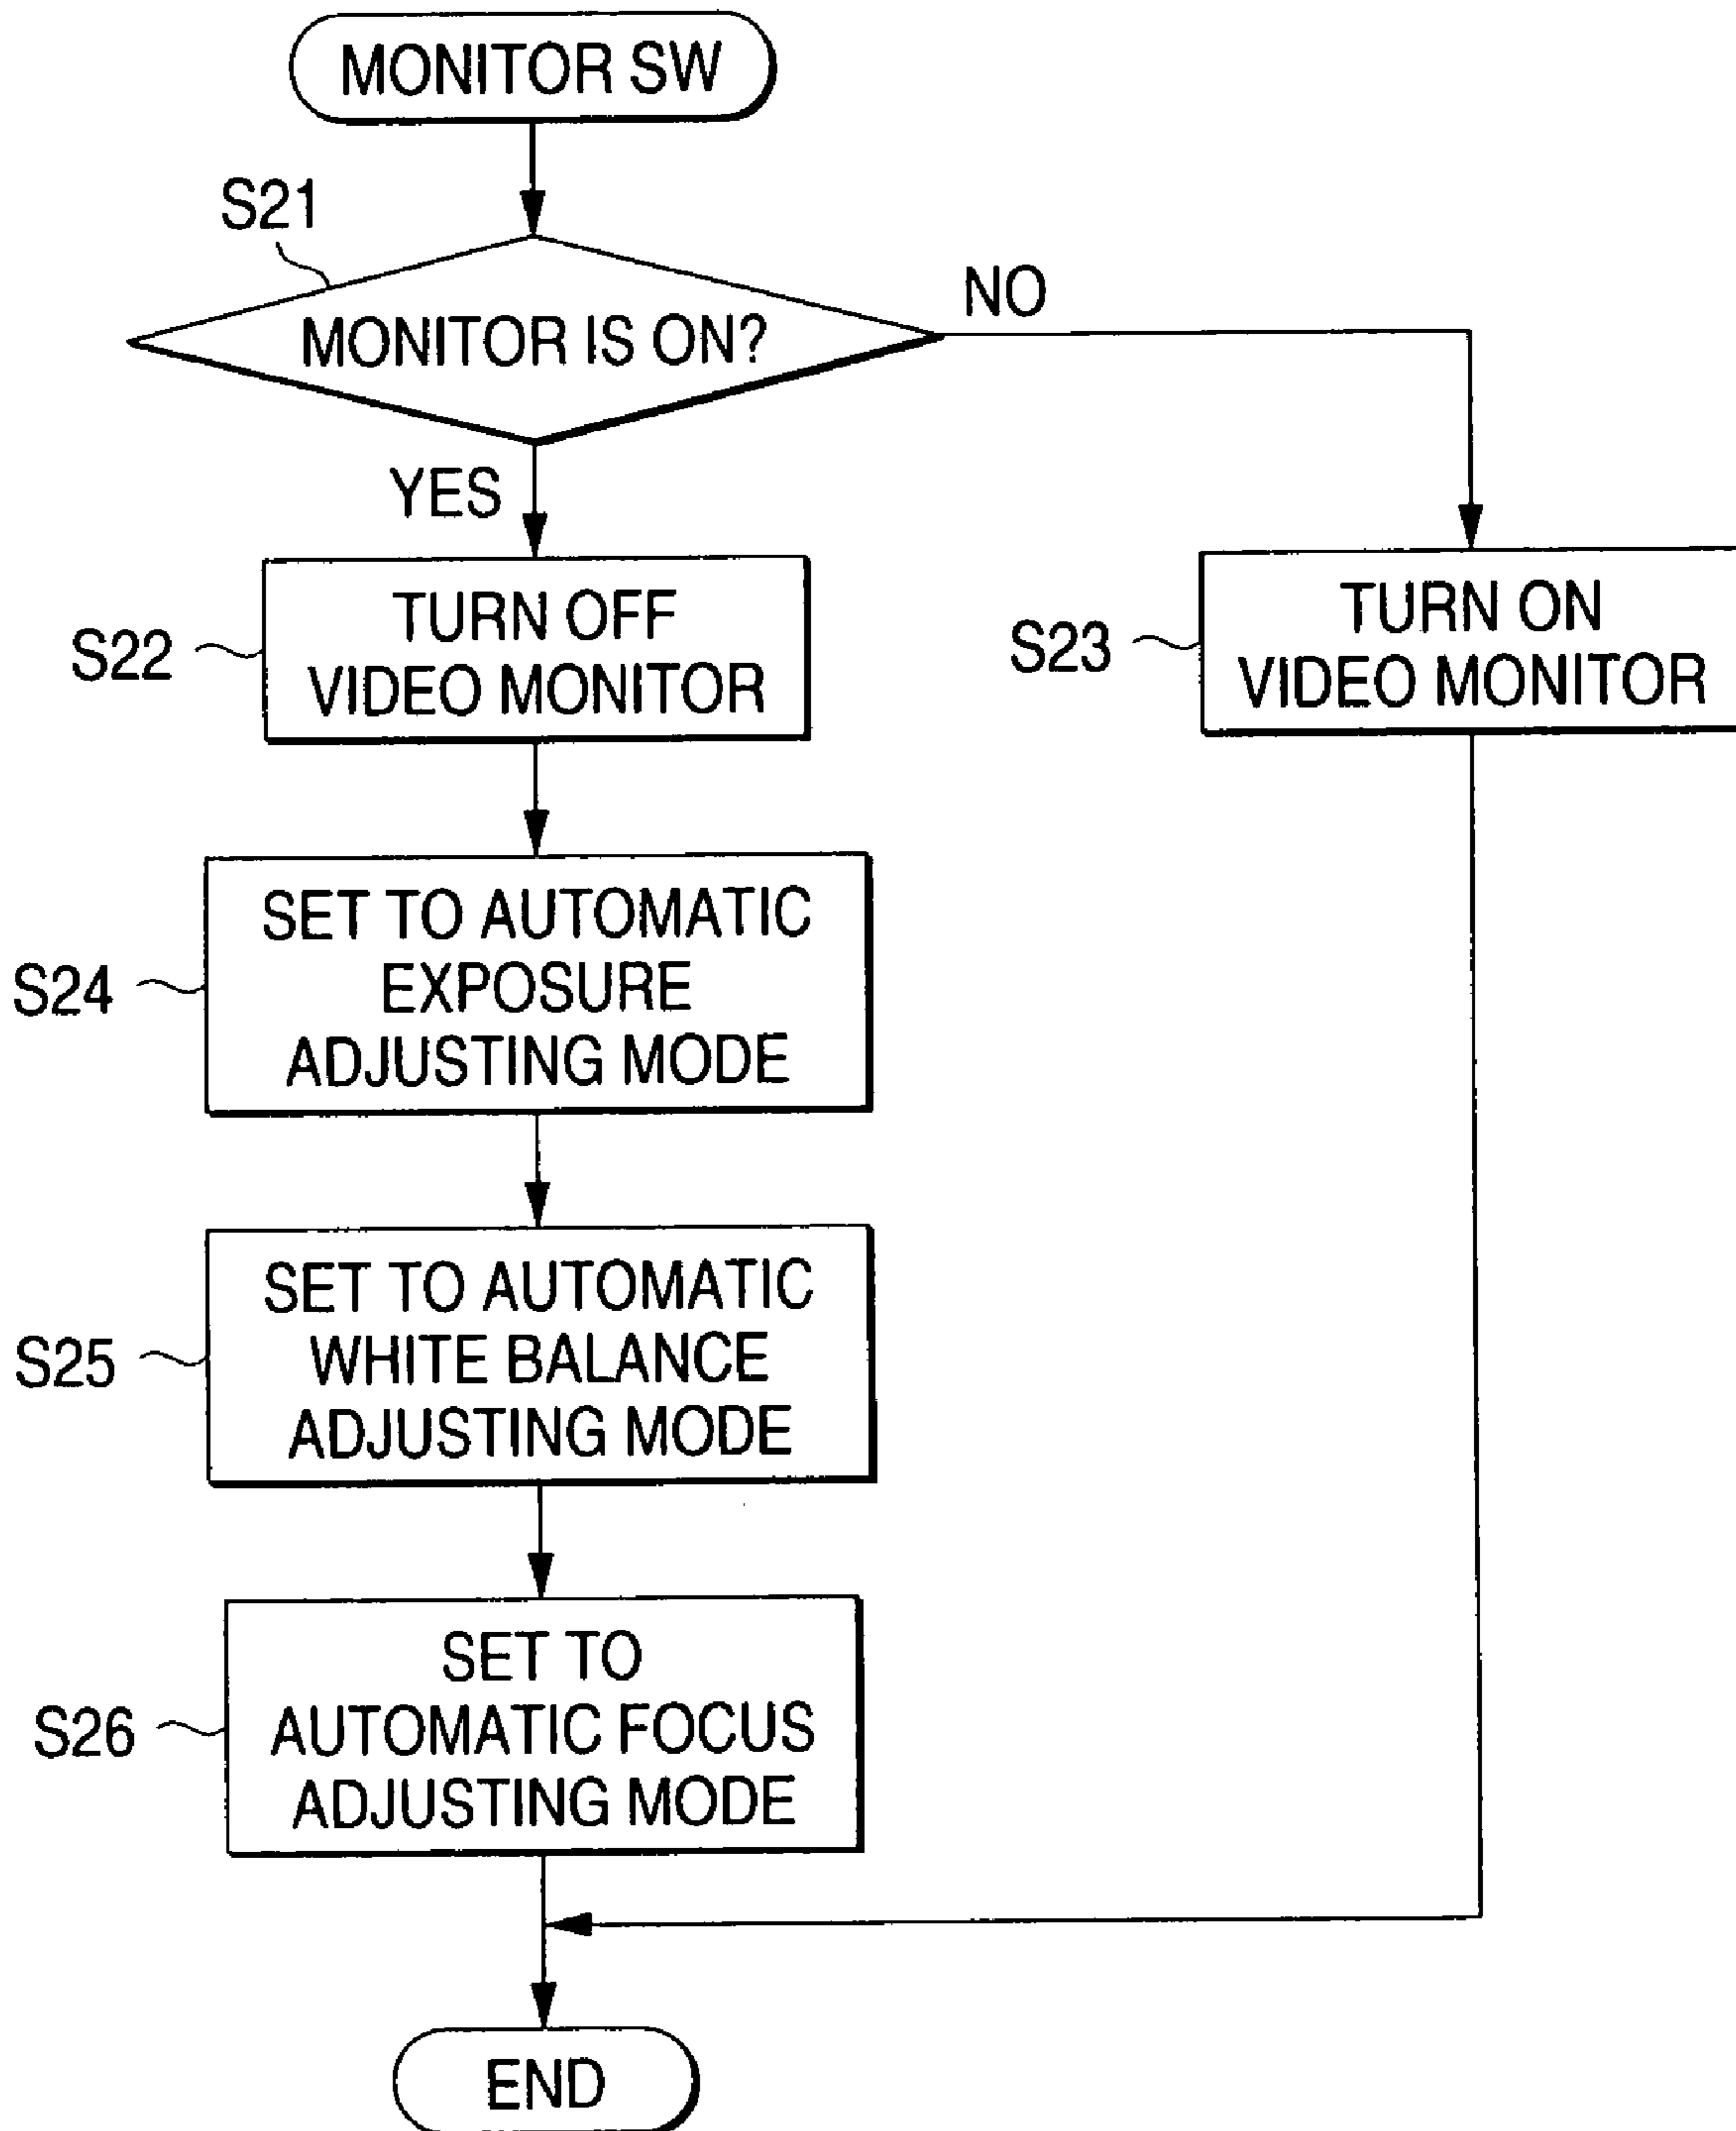 MONITOR SW
S21
MONITOR IS ON?
NO
YES
S22
TURN OFF
VIDEO MONITOR
S23
TURN ON
VIDEO MONITOR
S24
SET TO AUTOMATIC
EXPOSURE
ADJUSTING MODE
S25
SET TO AUTOMATIC
WHITE BALANCE
ADJUSTING MODE
S26
SET TO
AUTOMATIC FOCUS
ADJUSTING MODE
END